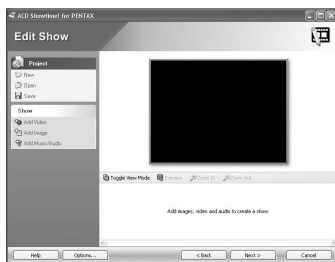 ACD Showtime! for PENTAX
Edit Show
Project
New
Open
Save
Show
Add Video
Add Image
Add Music/Audio
Toggle View Mode
Preview
Zoom In
Zoom Out
Add images, video and audio to create a show.
Help
Options...
< Back
Next >
Cancel